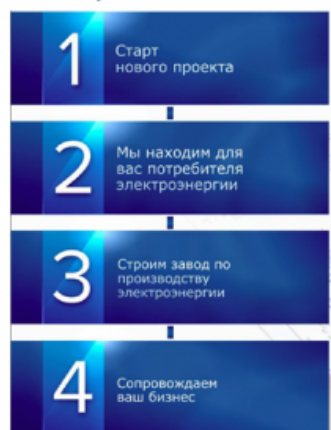 1
Старт
нового проекта
2
Мы находим для
вас потребителя
электроэнергии
3
Строим завод по
производству
электроэнергии
4
Сопровождаем
ваш бизнес